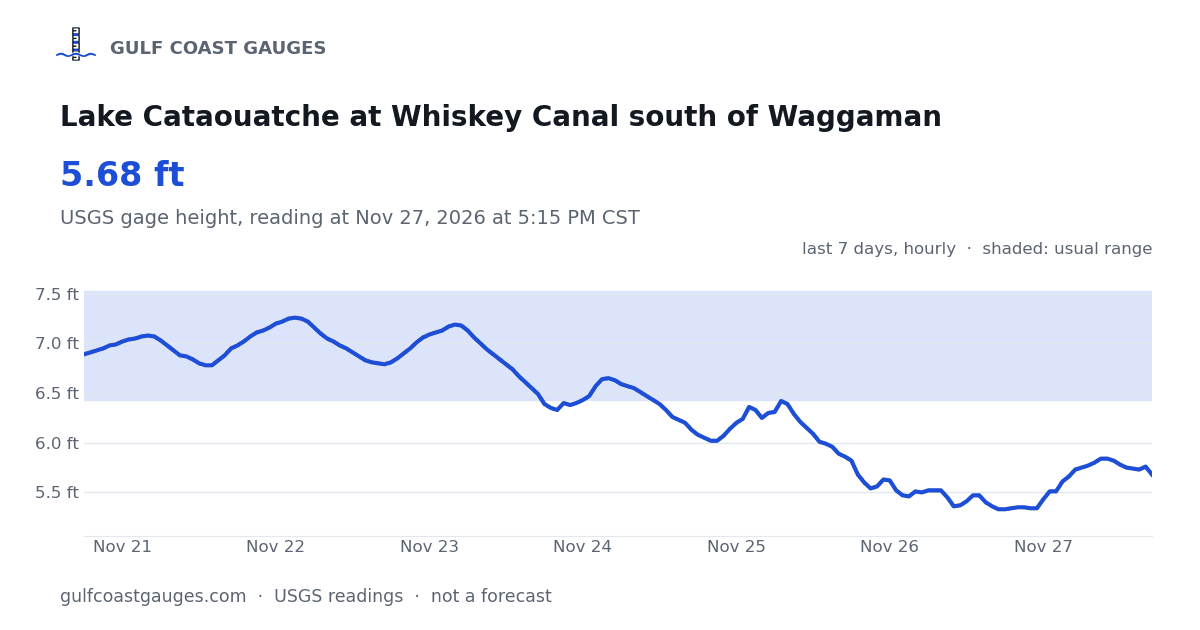 GULF COAST GAUGES
Lake Cataouatche at Whiskey Canal south of Waggaman
5.68 ft
USGS gage height, reading at Nov 27, 2026 at 5:15 PM CST
last 7 days, hourly · shaded: usual range
7.5 ft
7.0 ft
6.5 ft
6.0 ft
5.5 ft
Nov 21 Nov 22 Nov 23 Nov 24 Nov 25 Nov 26 Nov 27
gulfcoastgauges.com · USGS readings · not a forecast